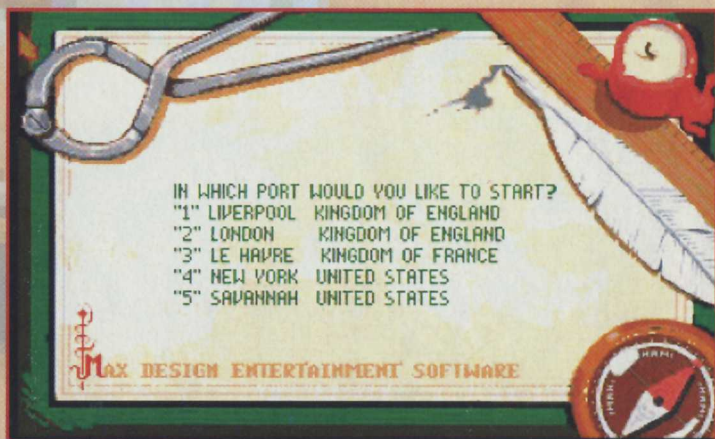 IN WHICH PORT WOULD YOU LIKE TO START?
"1" LIVERPOOL KINGDOM OF ENGLAND
"2" LONDON KINGDOM OF ENGLAND
"3" LE HAVRE KINGDOM OF FRANCE
"4" NEW YORK UNITED STATES
"5" SAVANNAH UNITED STATES
MAX DESIGN ENTERTAINMENT SOFTWARE